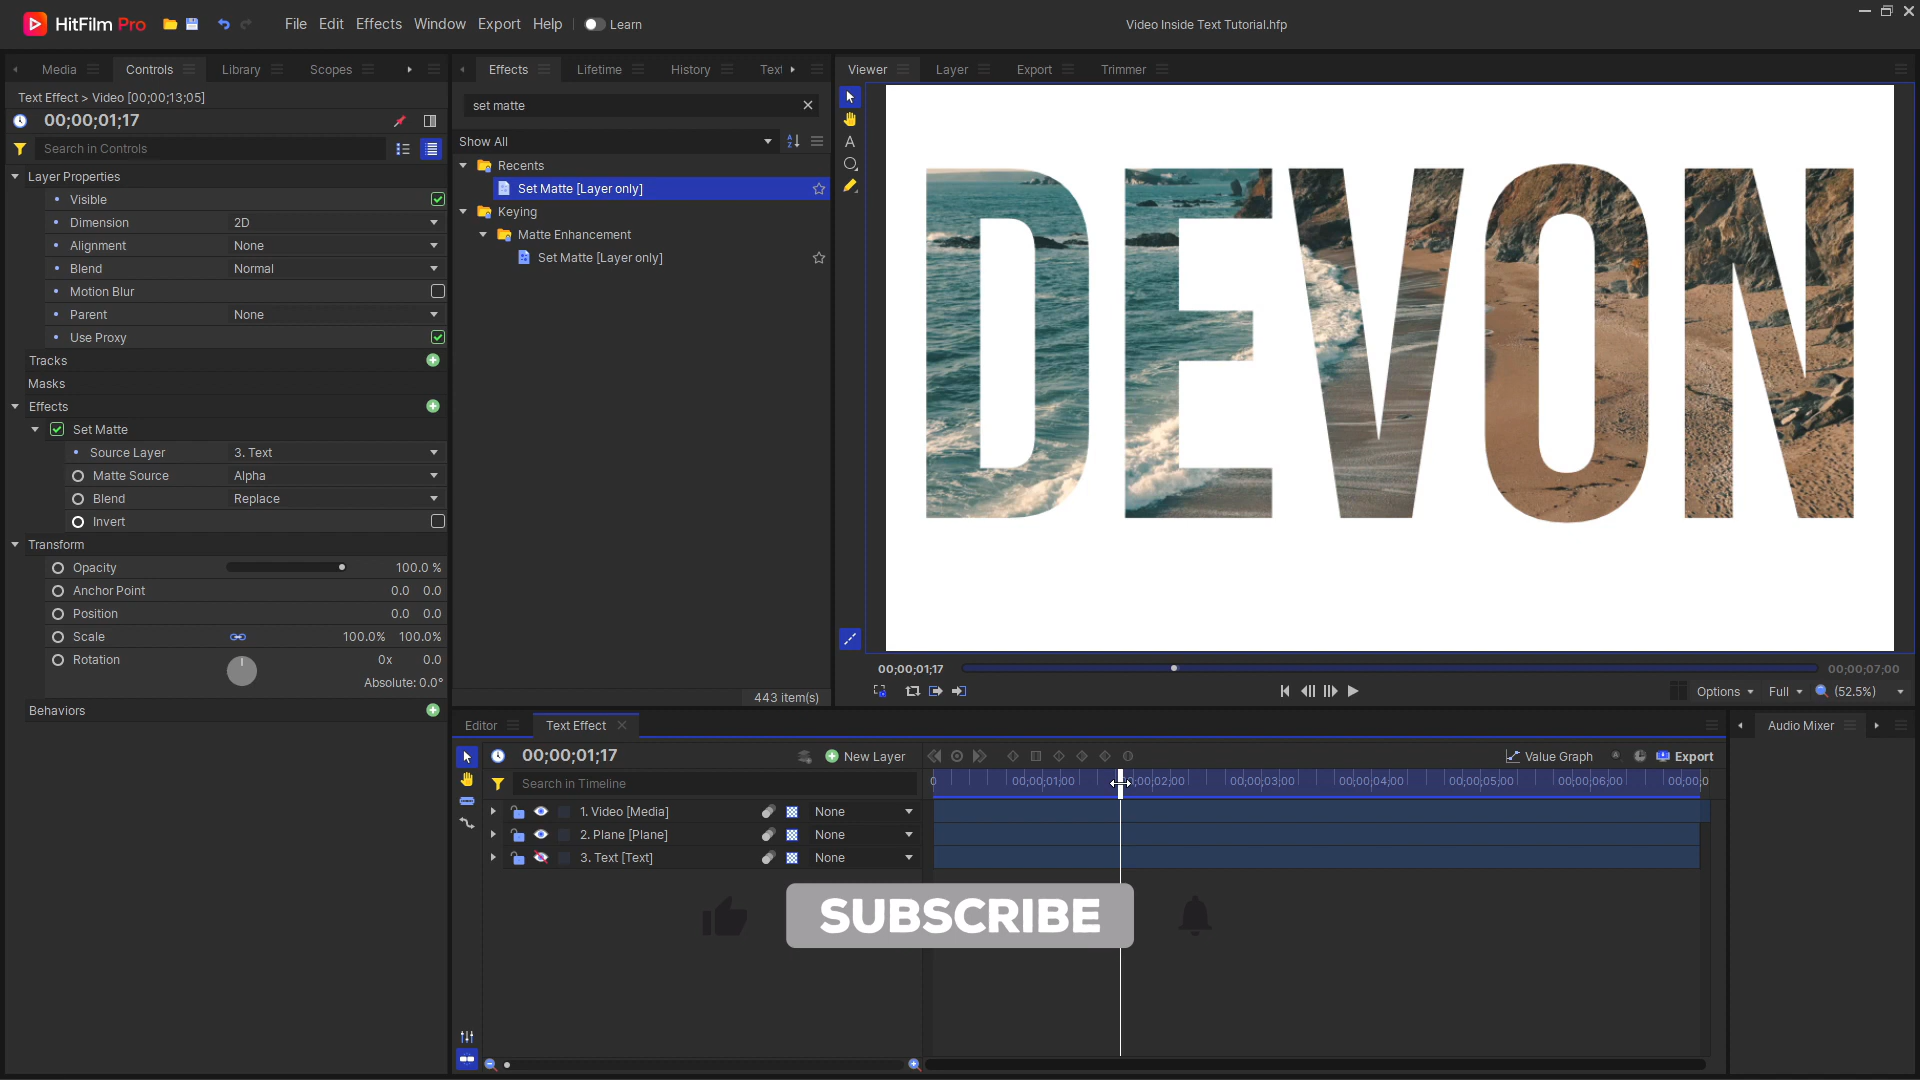 HitFilm Pro
File Edit Effects Window Export Help Learn
Video Inside Text Tutorial.hfp
Media Controls Library Scopes
Effects Lifetime History Text
Viewer Layer Export Trimmer
Text Effect > Video [00;00;13;05]
00;00;01;17
Search in Controls
Layer Properties
Visible
Dimension 2D
Alignment None
Blend Normal
Motion Blur
Parent None
Use Proxy
Tracks
Masks
Effects
Set Matte
Source Layer 3. Text
Matte Source Alpha
Blend Replace
Invert
Transform
Opacity 100.0 %
Anchor Point 0.0 0.0
Position 0.0 0.0
Scale 100.0% 100.0%
Rotation 0x 0.0
Absolute: 0.0°
Behaviors
set matte
Show All
Recents
Set Matte [Layer only]
Keying
Matte Enhancement
Set Matte [Layer only]
443 item(s)
DEVON
00;00;01;17
00;00;07;00
Options Full (52.5%)
Editor Text Effect
Audio Mixer
00;00;01;17
New Layer
Value Graph
Export
Search in Timeline
0 00;00;01;00 00;00;02;00 00;00;03;00 00;00;04;00 00;00;05;00 00;00;06;00 00;00;0
1. Video [Media] None
2. Plane [Plane] None
3. Text [Text] None
SUBSCRIBE